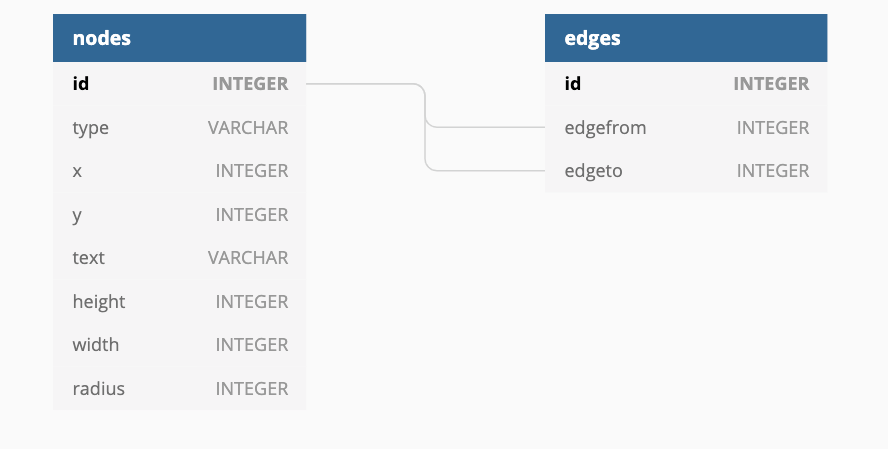 nodes
id INTEGER
type VARCHAR
x INTEGER
y INTEGER
text VARCHAR
height INTEGER
width INTEGER
radius INTEGER
edges
id INTEGER
edgefrom INTEGER
edgeto INTEGER